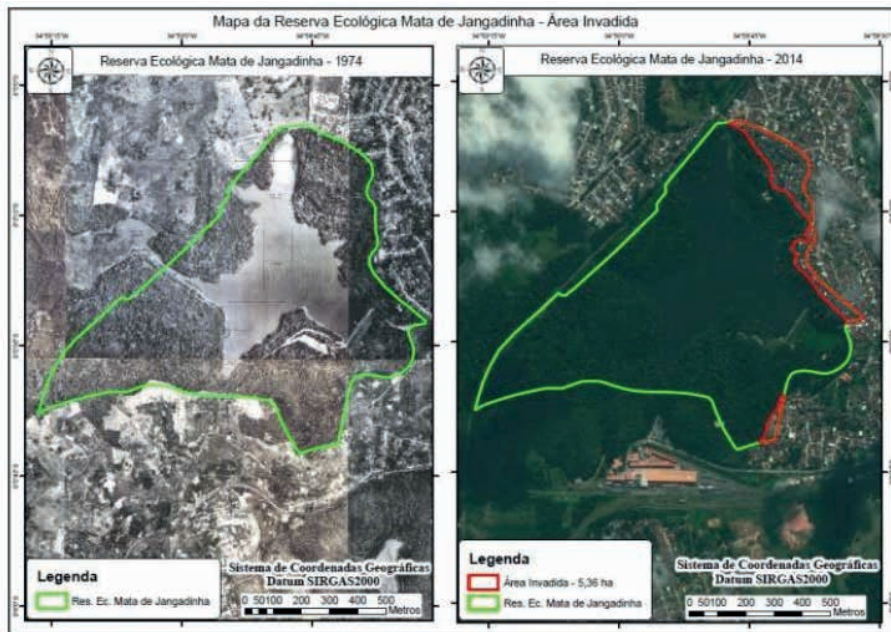 Mapa da Reserva Ecológica Mata de Jangadinha - Área Invadida
Reserva Ecológica Mata de Jangadinha - 1974
Legenda
Res. Ec. Mata de Jangadinha
Sistema de Coordenadas Geográficas
Datum SIRGAS2000
0 50100 200 300 400 500
Metros
Reserva Ecológica Mata de Jangadinha - 2014
Legenda
Área Invadida - 5,36 ha
Res. Ec. Mata de Jangadinha
Sistema de Coordenadas Geográficas
Datum SIRGAS2000
0 50100 200 300 400 500
Metros